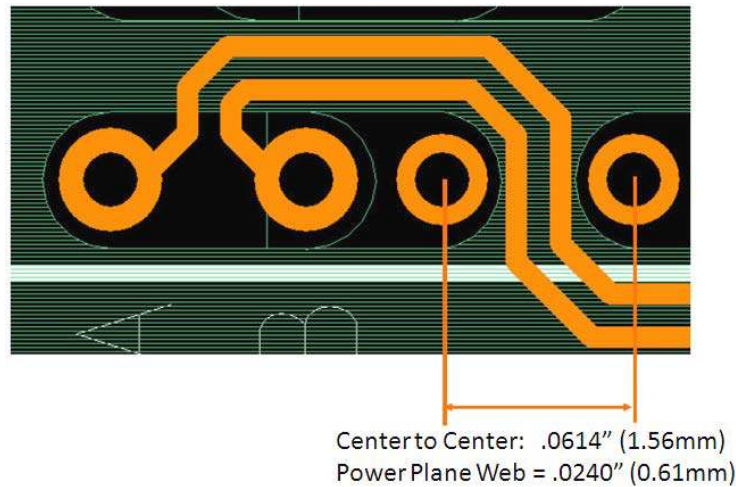 A B
Center to Center: .0614" (1.56mm)
Power Plane Web = .0240" (0.61mm)